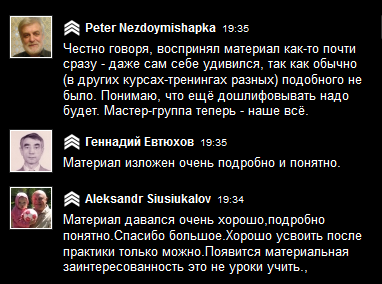 Peter Nezdoymishapka 19:35
Честно говоря, воспринял материал как-то почти
сразу - даже сам себе удивился, так как обычно
(в других курсах-тренингах разных) подобного не
было. Понимаю, что ещё дошлифовывать надо
будет. Мастер-группа теперь - наше всё.
Геннадий Евтюхов 19:35
Материал изложен очень подробно и понятно.
Aleksandr Siusiukalov 19:34
Материал давался очень хорошо,подробно
понятно.Спасибо большое.Хорошо усвоить после
практики только можно.Появится материальная
заинтересованность это не уроки учить.,